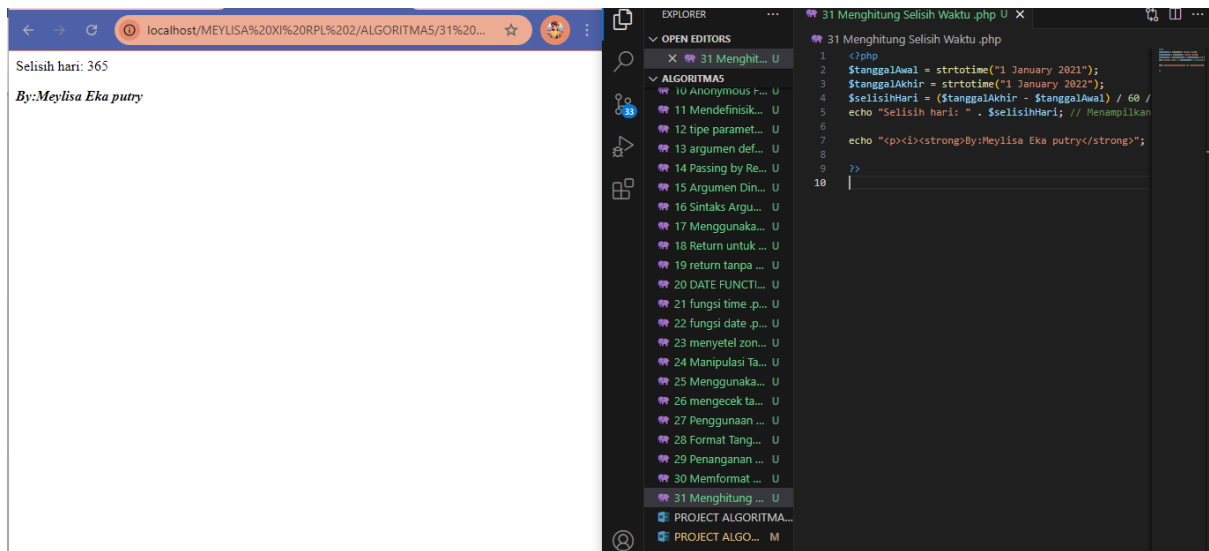 localhost/MEYLISA%20XI%20RPL%202/ALGORITMA5/31%20...
Selisih hari: 365
By:Meylisa Eka putry
EXPLORER
OPEN EDITORS
31 Menghit... U
ALGORITMA5
10 Anonymous F... U
11 Mendefinisik... U
12 tipe paramet... U
13 argumen def... U
14 Passing by Re... U
15 Argumen Din... U
16 Sintaks Argu... U
17 Menggunaka... U
18 Return untuk ... U
19 return tanpa ... U
20 DATE FUNCTI... U
21 fungsi time .p... U
22 fungsi date .p... U
23 menyetel zon... U
24 Manipulasi Ta... U
25 Menggunaka... U
26 mengecek ta... U
27 Penggunaan ... U
28 Format Tang... U
29 Penanganan ... U
30 Memformat ... U
31 Menghitung ... U
PROJECT ALGORITMA...
PROJECT ALGO... M
33
31 Menghitung Selisih Waktu .php U
31 Menghitung Selisih Waktu .php
1 <?php
2 $tanggalAwal = strtotime("1 January 2021");
3 $tanggalAkhir = strtotime("1 January 2022");
4 $selisihHari = ($tanggalAkhir - $tanggalAwal) / 60 /
5 echo "Selisih hari: " . $selisihHari; // Menampilkan
6
7 echo "<p><i><strong>By:Meylisa Eka putry</strong>";
8
9 ?>
10